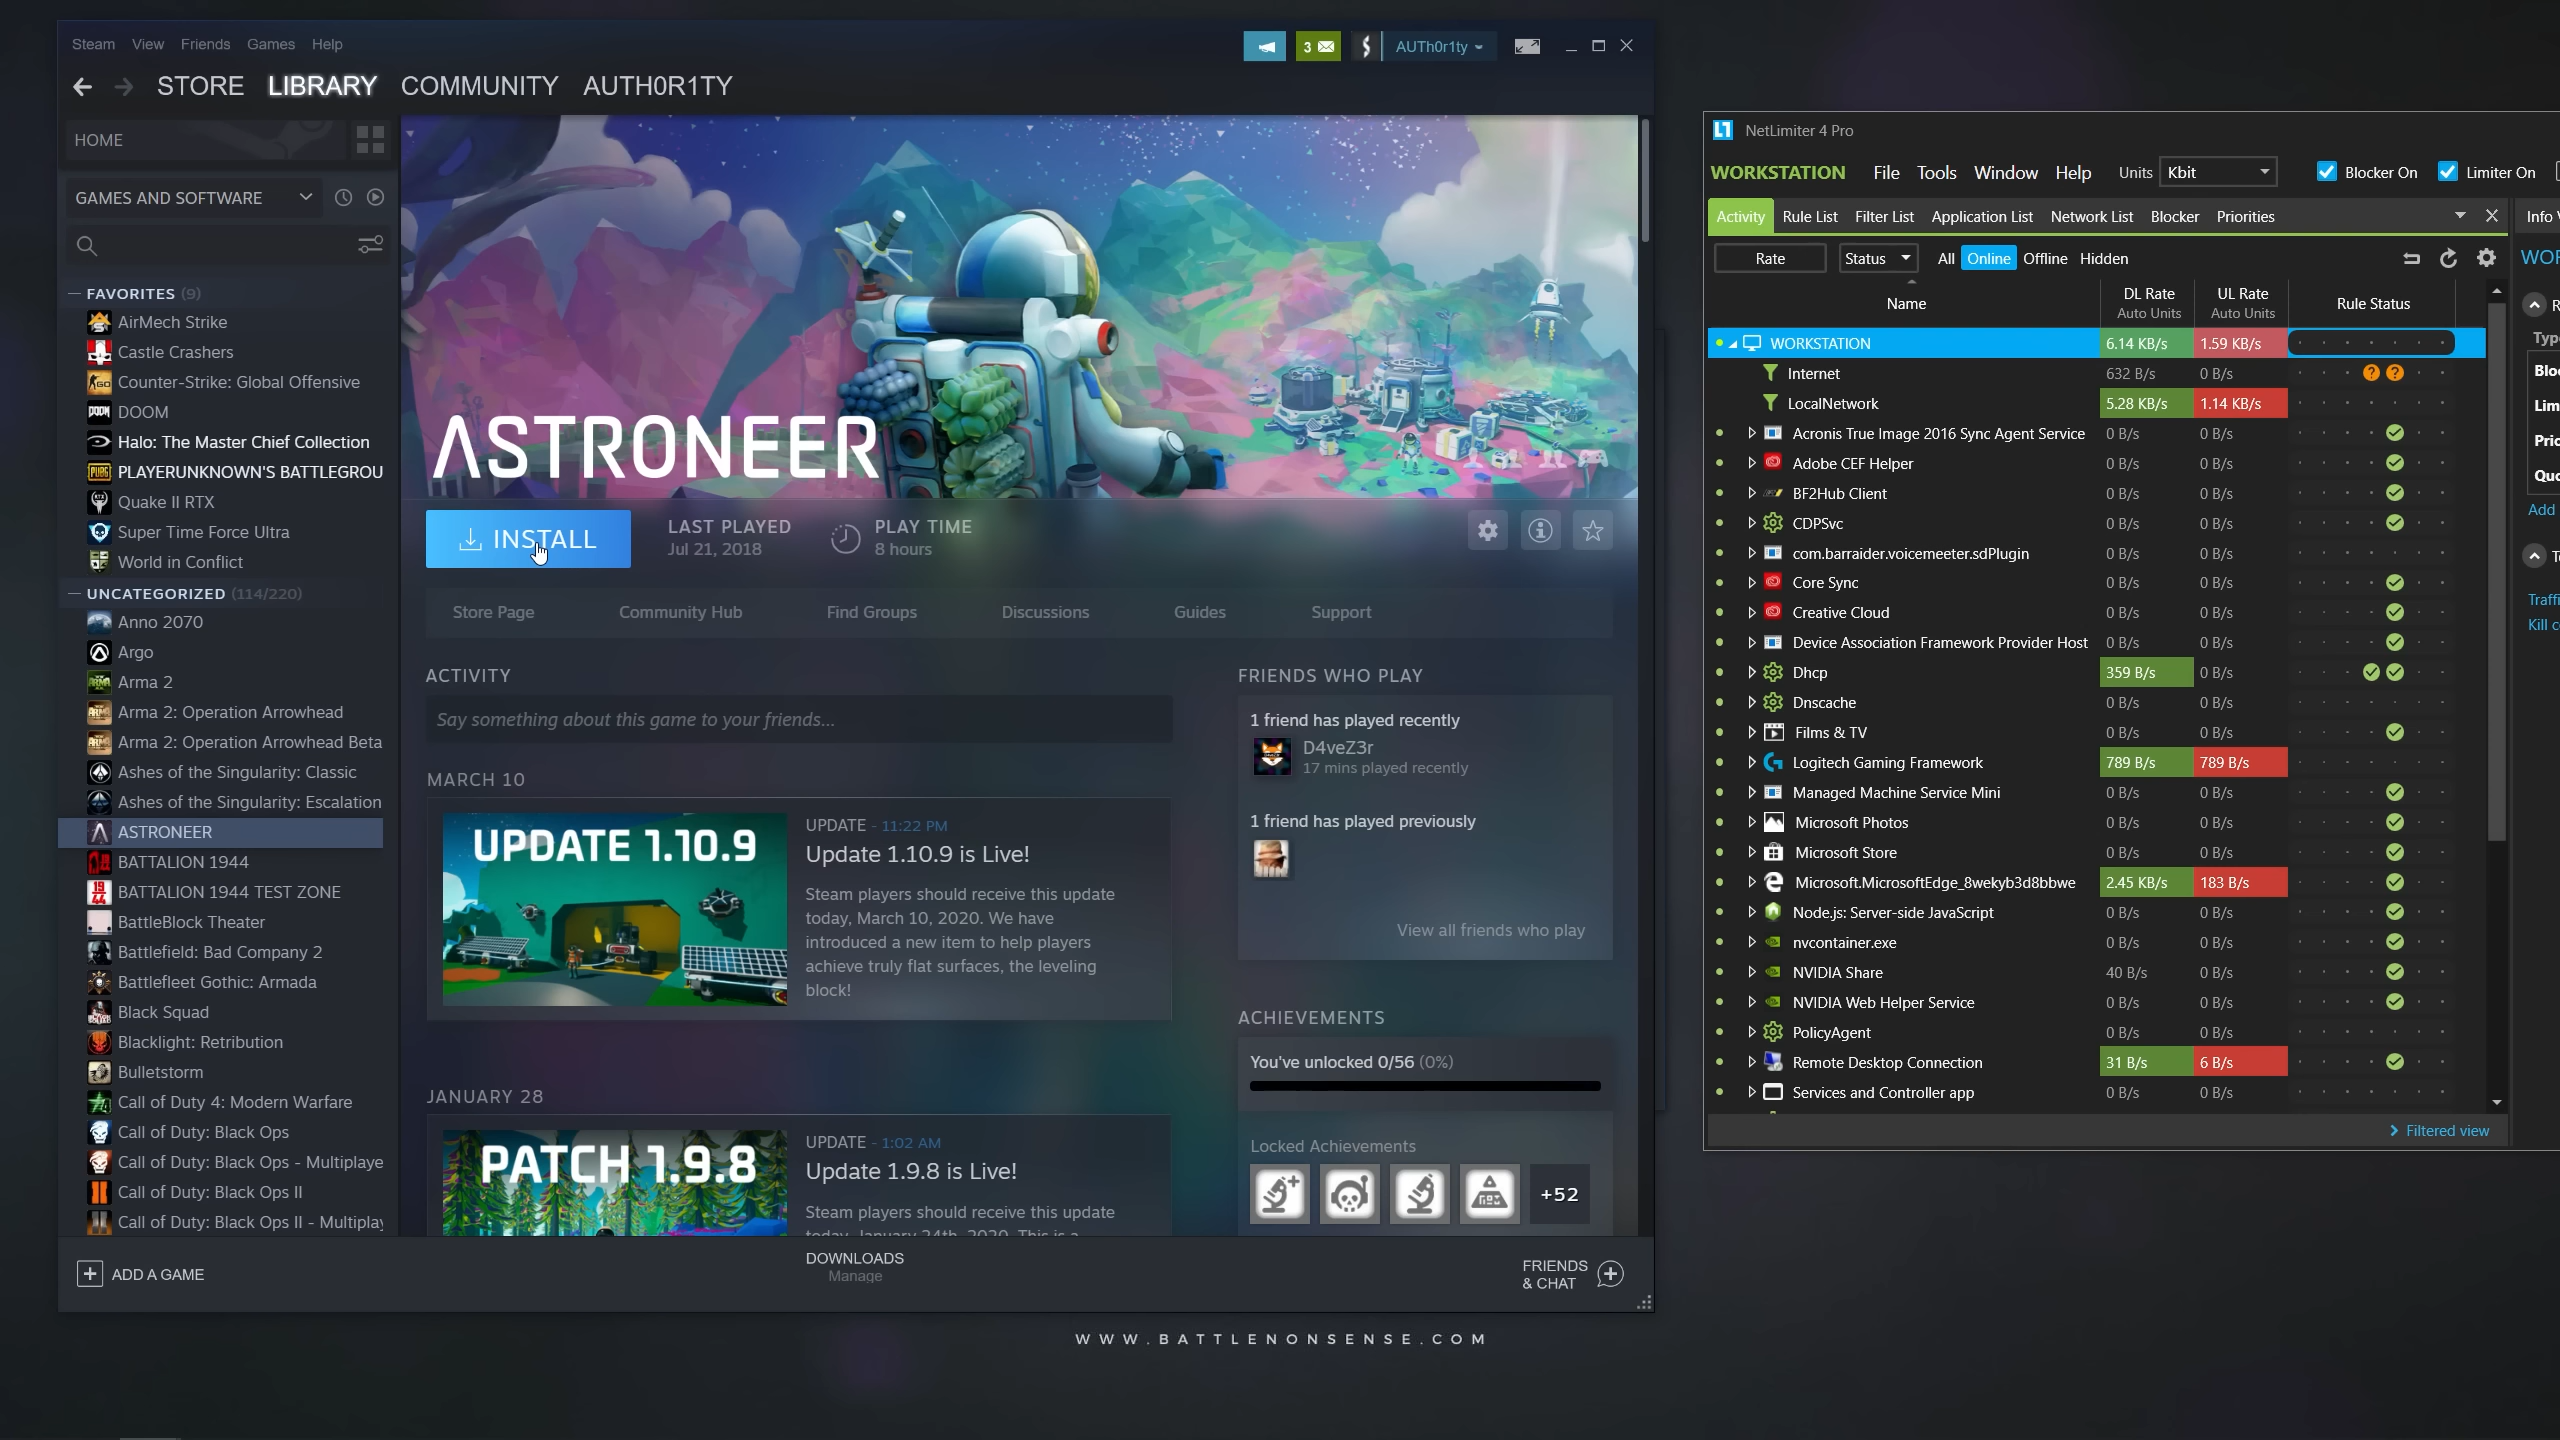 Steam View Friends Games Help
3
AUTh0r1ty
STORE LIBRARY COMMUNITY AUTH0R1TY
HOME
GAMES AND SOFTWARE
FAVORITES (9)
AirMech Strike
Castle Crashers
Counter-Strike: Global Offensive
DOOM
Halo: The Master Chief Collection
PLAYERUNKNOWN'S BATTLEGROU
Quake II RTX
Super Time Force Ultra
World in Conflict
UNCATEGORIZED (114/220)
Anno 2070
Argo
Arma 2
Arma 2: Operation Arrowhead
Arma 2: Operation Arrowhead Beta
Ashes of the Singularity: Classic
Ashes of the Singularity: Escalation
ASTRONEER
BATTALION 1944
BATTALION 1944 TEST ZONE
BattleBlock Theater
Battlefield: Bad Company 2
Battlefleet Gothic: Armada
Black Squad
Blacklight: Retribution
Bulletstorm
Call of Duty 4: Modern Warfare
Call of Duty: Black Ops
Call of Duty: Black Ops - Multiplaye
Call of Duty: Black Ops II
Call of Duty: Black Ops II - Multiplay
ASTRONEER
INSTALL
LAST PLAYED
Jul 21, 2018
PLAY TIME
8 hours
Store Page Community Hub Find Groups Discussions Guides Support
ACTIVITY
Say something about this game to your friends...
MARCH 10
UPDATE 1.10.9
UPDATE - 11:22 PM
Update 1.10.9 is Live!
Steam players should receive this update
today, March 10, 2020. We have
introduced a new item to help players
achieve truly flat surfaces, the leveling
block!
JANUARY 28
PATCH 1.9.8
UPDATE - 1:02 AM
Update 1.9.8 is Live!
Steam players should receive this update
today, January 24th, 2020. This is a
FRIENDS WHO PLAY
1 friend has played recently
D4veZ3r
17 mins played recently
1 friend has played previously
View all friends who play
ACHIEVEMENTS
You've unlocked 0/56 (0%)
Locked Achievements
+52
ADD A GAME
DOWNLOADS
Manage
FRIENDS
& CHAT
WWW.BATTLENONSENSE.COM
NetLimiter 4 Pro
WORKSTATION File Tools Window Help Units Kbit Blocker On Limiter On
Activity Rule List Filter List Application List Network List Blocker Priorities
Rate Status All Online Offline Hidden
Name DL Rate UL Rate Rule Status
Auto Units Auto Units
WORKSTATION 6.14 KB/s 1.59 KB/s
Internet 632 B/s 0 B/s ? ?
LocalNetwork 5.28 KB/s 1.14 KB/s
Acronis True Image 2016 Sync Agent Service 0 B/s 0 B/s
Adobe CEF Helper 0 B/s 0 B/s
BF2Hub Client 0 B/s 0 B/s
CDPSvc 0 B/s 0 B/s
com.barraider.voicemeeter.sdPlugin 0 B/s 0 B/s
Core Sync 0 B/s 0 B/s
Creative Cloud 0 B/s 0 B/s
Device Association Framework Provider Host 0 B/s 0 B/s
Dhcp 359 B/s 0 B/s
Dnscache 0 B/s 0 B/s
Films & TV 0 B/s 0 B/s
Logitech Gaming Framework 789 B/s 789 B/s
Managed Machine Service Mini 0 B/s 0 B/s
Microsoft Photos 0 B/s 0 B/s
Microsoft Store 0 B/s 0 B/s
Microsoft.MicrosoftEdge_8wekyb3d8bbwe 2.45 KB/s 183 B/s
Node.js: Server-side JavaScript 0 B/s 0 B/s
nvcontainer.exe 0 B/s 0 B/s
NVIDIA Share 40 B/s 0 B/s
NVIDIA Web Helper Service 0 B/s 0 B/s
PolicyAgent 0 B/s 0 B/s
Remote Desktop Connection 31 B/s 6 B/s
Services and Controller app 0 B/s 0 B/s
Filtered view
Info V
WOR
R
Type
Bloc
Lim
Prio
Quo
Add
T
Traffi
Kill c